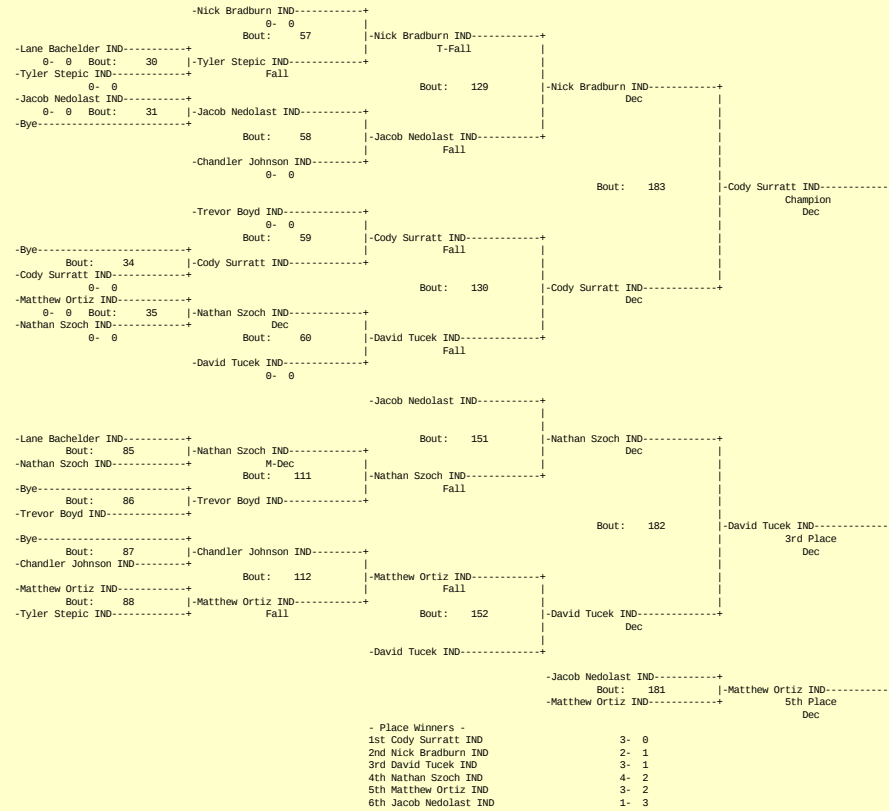 -Nick Bradburn IND------------+
0- 0 |
Bout: 57 |-Nick Bradburn IND------------+
-Lane Bachelder IND-----------+ | T-Fall |
0- 0 Bout: 30 |-Tyler Stepic IND-------------+ |
-Tyler Stepic IND-------------+ Fall |
0- 0 Bout: 129 |-Nick Bradburn IND------------+
-Jacob Nedolast IND-----------+ | Dec |
0- 0 Bout: 31 |-Jacob Nedolast IND-----------+ | |
-Bye--------------------------+ | | |
Bout: 58 |-Jacob Nedolast IND-----------+ |
| Fall |
-Chandler Johnson IND---------+ |
0- 0 |
Bout: 183 |-Cody Surratt IND-------------
| Champion
-Trevor Boyd IND--------------+ | Dec
0- 0 | |
Bout: 59 |-Cody Surratt IND-------------+ |
-Bye--------------------------+ | Fall | |
Bout: 34 |-Cody Surratt IND-------------+ | |
-Cody Surratt IND-------------+ | |
0- 0 Bout: 130 |-Cody Surratt IND-------------+
-Matthew Ortiz IND------------+ | Dec
0- 0 Bout: 35 |-Nathan Szoch IND-------------+ |
-Nathan Szoch IND-------------+ Dec | |
0- 0 Bout: 60 |-David Tucek IND--------------+
| Fall
-David Tucek IND--------------+
0- 0
-Jacob Nedolast IND-----------+
|
|
-Lane Bachelder IND-----------+ Bout: 151 |-Nathan Szoch IND-------------+
Bout: 85 |-Nathan Szoch IND-------------+ | Dec |
-Nathan Szoch IND-------------+ M-Dec | | |
Bout: 111 |-Nathan Szoch IND-------------+ |
-Bye--------------------------+ | Fall |
Bout: 86 |-Trevor Boyd IND--------------+ |
-Trevor Boyd IND--------------+ |
Bout: 182 |-David Tucek IND--------------
-Bye--------------------------+ | 3rd Place
Bout: 87 |-Chandler Johnson IND---------+ | Dec
-Chandler Johnson IND---------+ | |
Bout: 112 |-Matthew Ortiz IND------------+ |
-Matthew Ortiz IND------------+ | Fall | |
Bout: 88 |-Matthew Ortiz IND------------+ | |
-Tyler Stepic IND-------------+ Fall Bout: 152 |-David Tucek IND--------------+
| Dec
|
-David Tucek IND--------------+
-Jacob Nedolast IND-----------+
Bout: 181 |-Matthew Ortiz IND------------
-Matthew Ortiz IND------------+ 5th Place
Dec
- Place Winners -
1st Cody Surratt IND 3- 0
2nd Nick Bradburn IND 2- 1
3rd David Tucek IND 3- 1
4th Nathan Szoch IND 4- 2
5th Matthew Ortiz IND 3- 2
6th Jacob Nedolast IND 1- 3